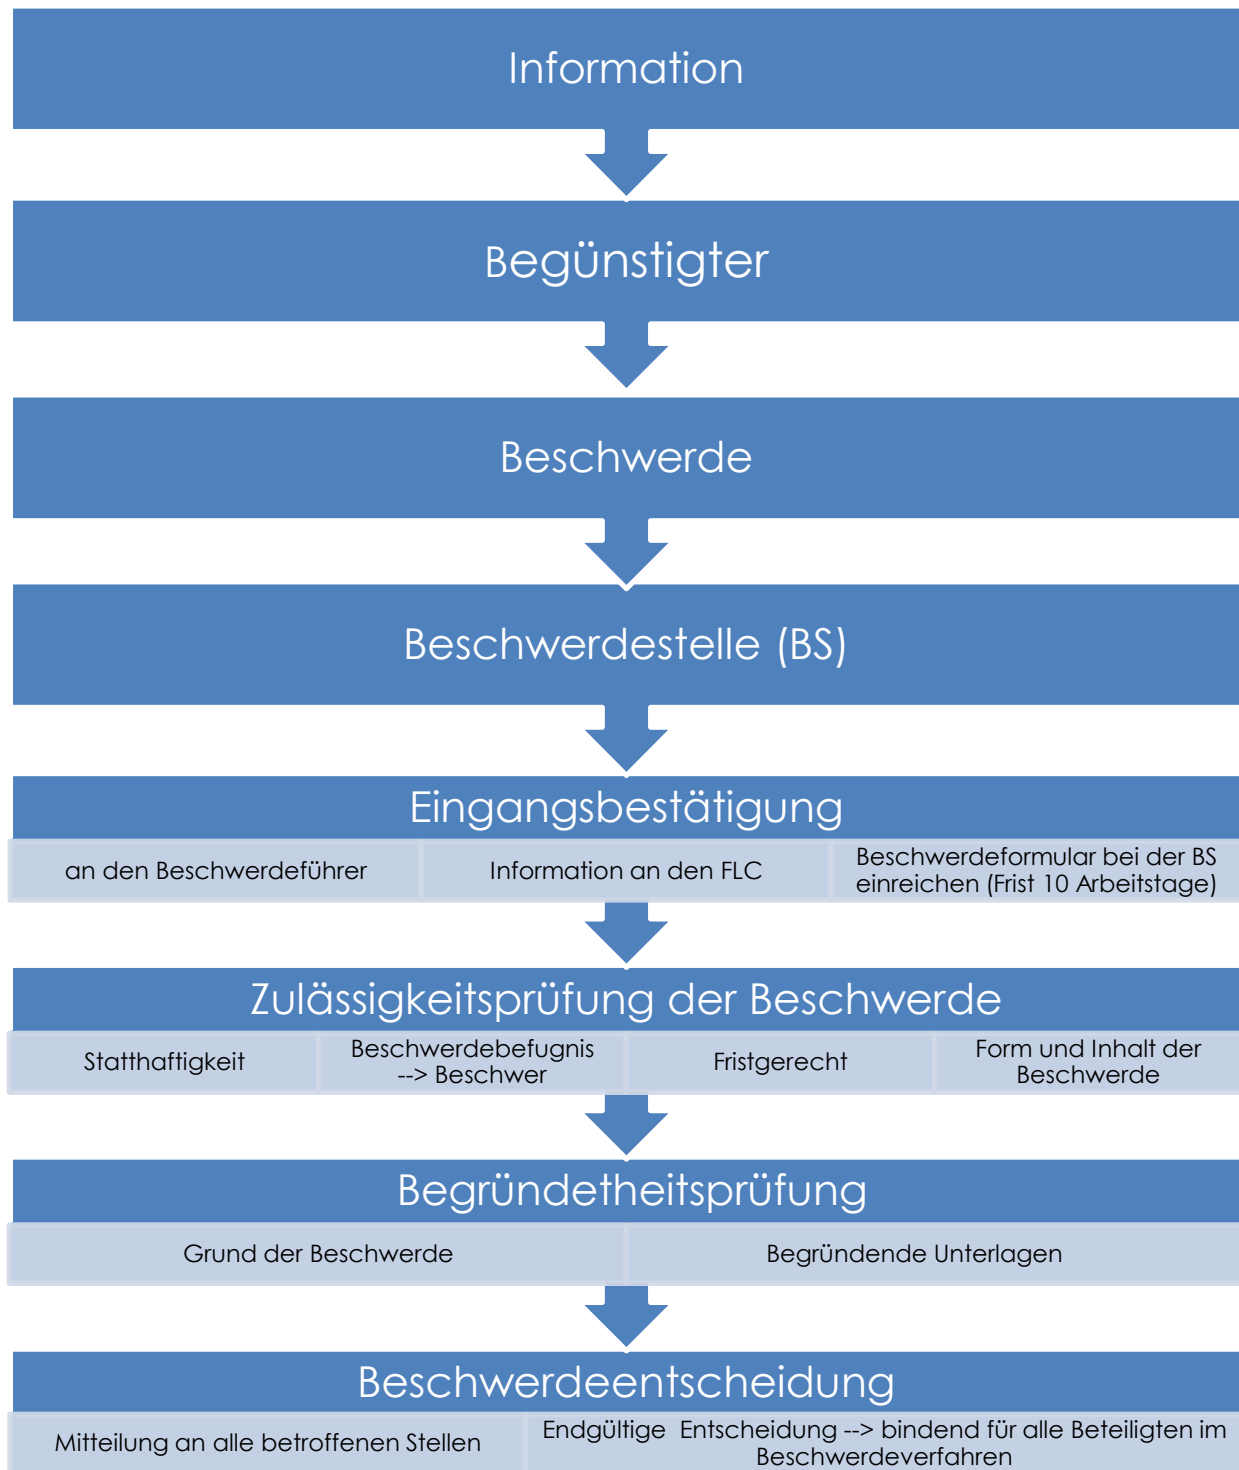 Information
Begünstigter
Beschwerde
Beschwerdestelle (BS)
Eingangsbestätigung
an den Beschwerdeführer
Information an den FLC
Beschwerdeformular bei der BS
einreichen (Frist 10 Arbeitstage)
Zulässigkeitsprüfung der Beschwerde
Statthaftigkeit
Beschwerdebefugnis
--> Beschwer
Fristgerecht
Form und Inhalt der
Beschwerde
Begründetheitsprüfung
Grund der Beschwerde
Begründende Unterlagen
Beschwerdeentscheidung
Mitteilung an alle betroffenen Stellen
Endgültige Entscheidung --> bindend für alle Beteiligten im
Beschwerdeverfahren